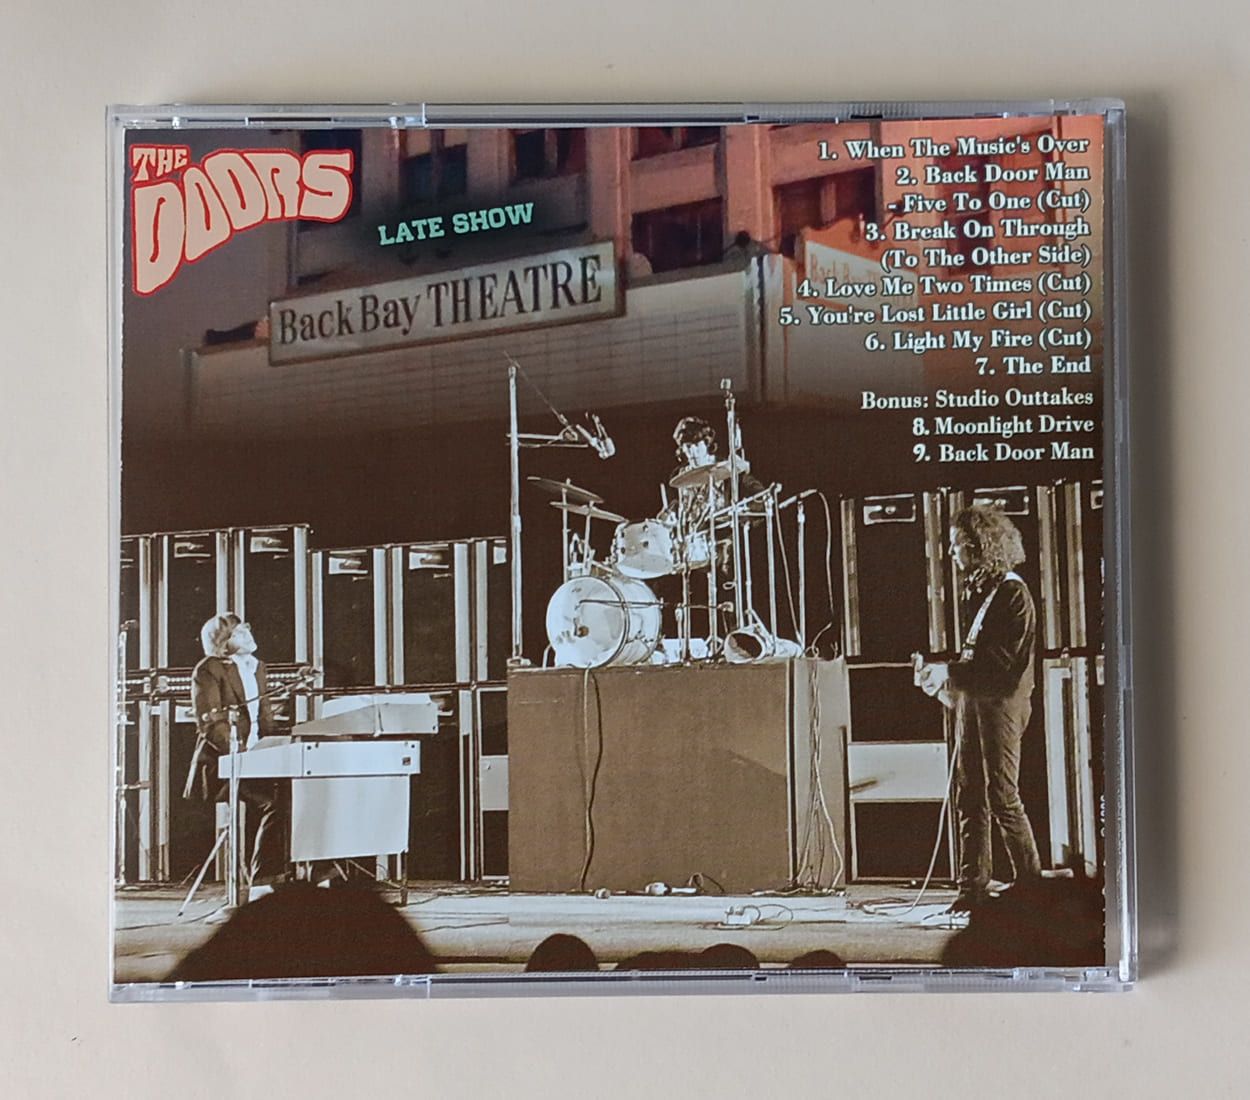 THE
DOORS
LATE SHOW
BackBay THEATRE
Back Bay
1. When The Music's Over
2. Back Door Man
- Five To One (Cut)
3. Break On Through
(To The Other Side)
4. Love Me Two Times (Cut)
5. You're Lost Little Girl (Cut)
6. Light My Fire (Cut)
7. The End
Bonus: Studio Outtakes
8. Moonlight Drive
9. Back Door Man